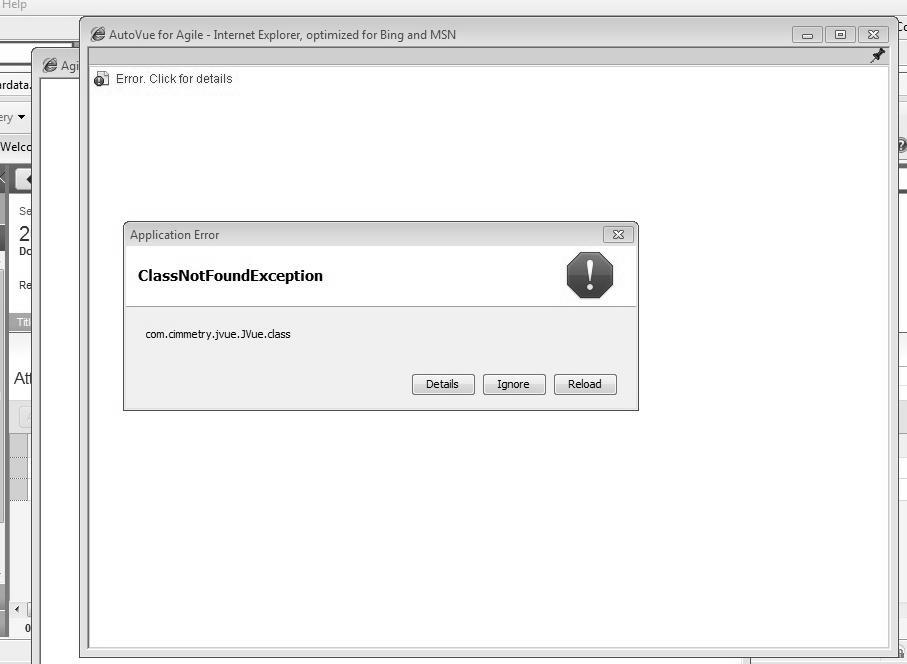 Help
AutoVue for Agile - Internet Explorer, optimized for Bing and MSN
Agi
Error. Click for details
rdata.
ery
Welco
Se
2
Do
Re
Titl
Att
Application Error
ClassNotFoundException
com.cimmetry.jvue.JVue.class
Details Ignore Reload
0